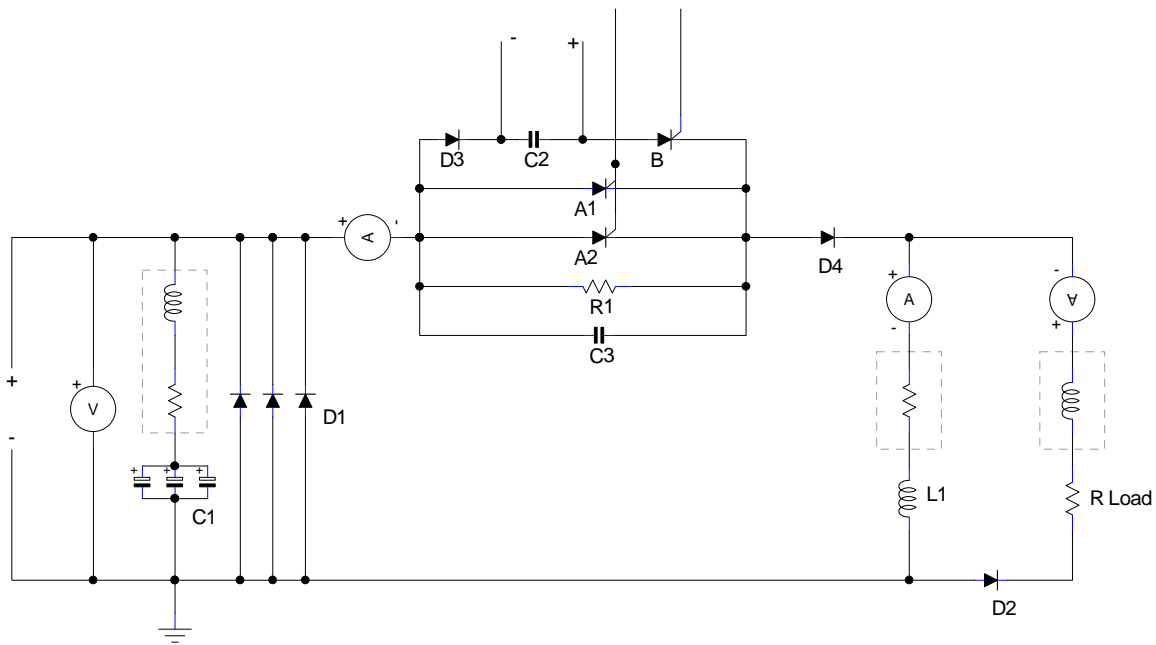 - +
D3 C2 B
A1
+ A -
A2 D4
R1
C3
+ A -
- A +
+ -
+ V
D1
+ + +
C1
L1
R Load
D2